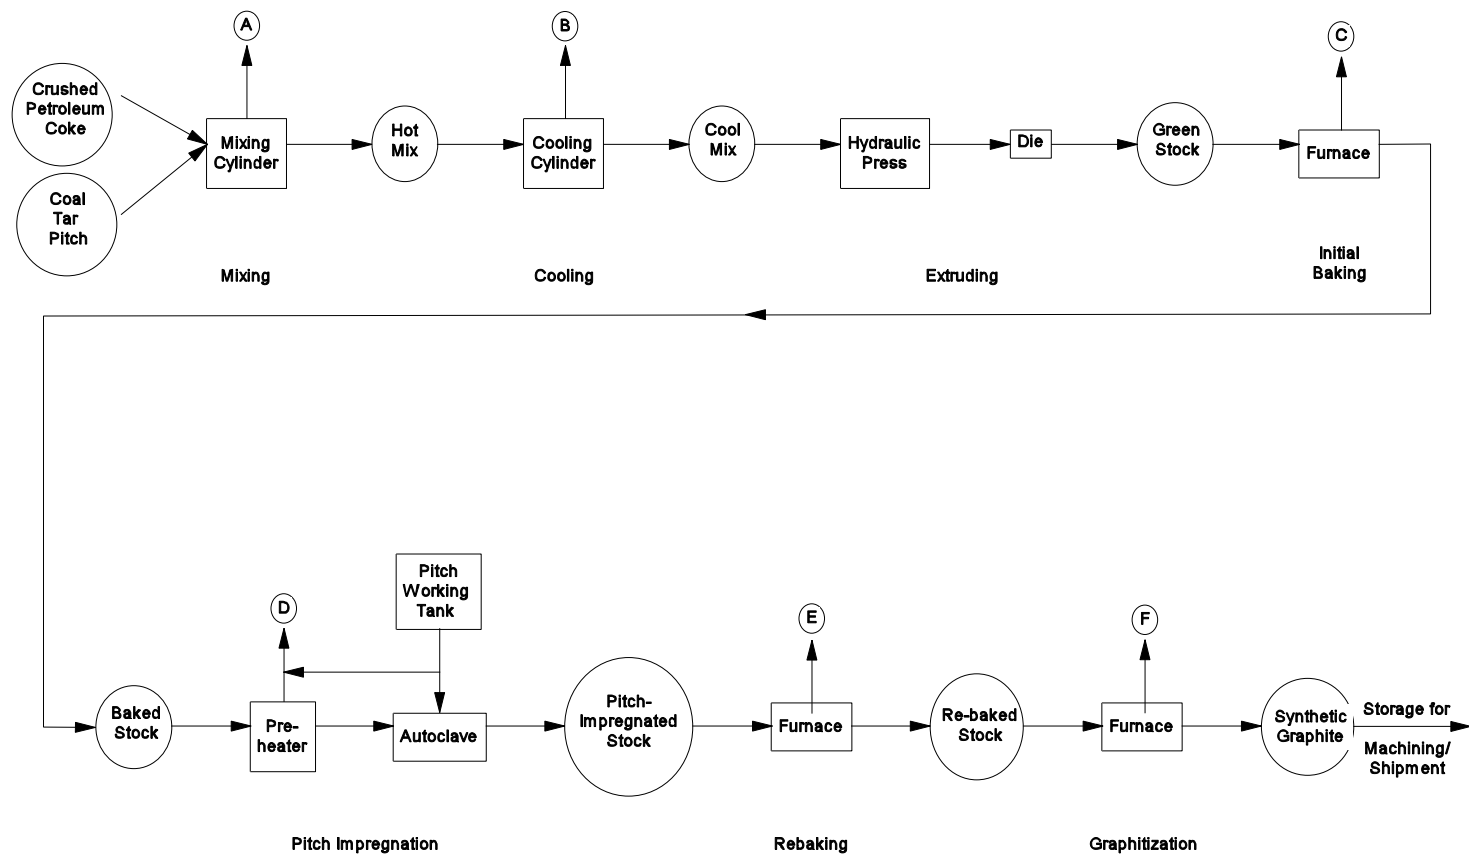 A
B
C
Crushed
Petroleum
Coke
Coal
Tar
Pitch
Mixing
Cylinder
Hot
Mix
Cooling
Cylinder
Cool
Mix
Hydraulic
Press
Die
Green
Stock
Furnace
Mixing
Cooling
Extruding
Initial
Baking
Pitch
Working
Tank
D
E
F
Baked
Stock
Pre-
heater
Autoclave
Pitch-
Impregnated
Stock
Furnace
Re-baked
Stock
Furnace
Synthetic
Graphite
Storage for
Machining/
Shipment
Pitch Impregnation
Rebaking
Graphitization